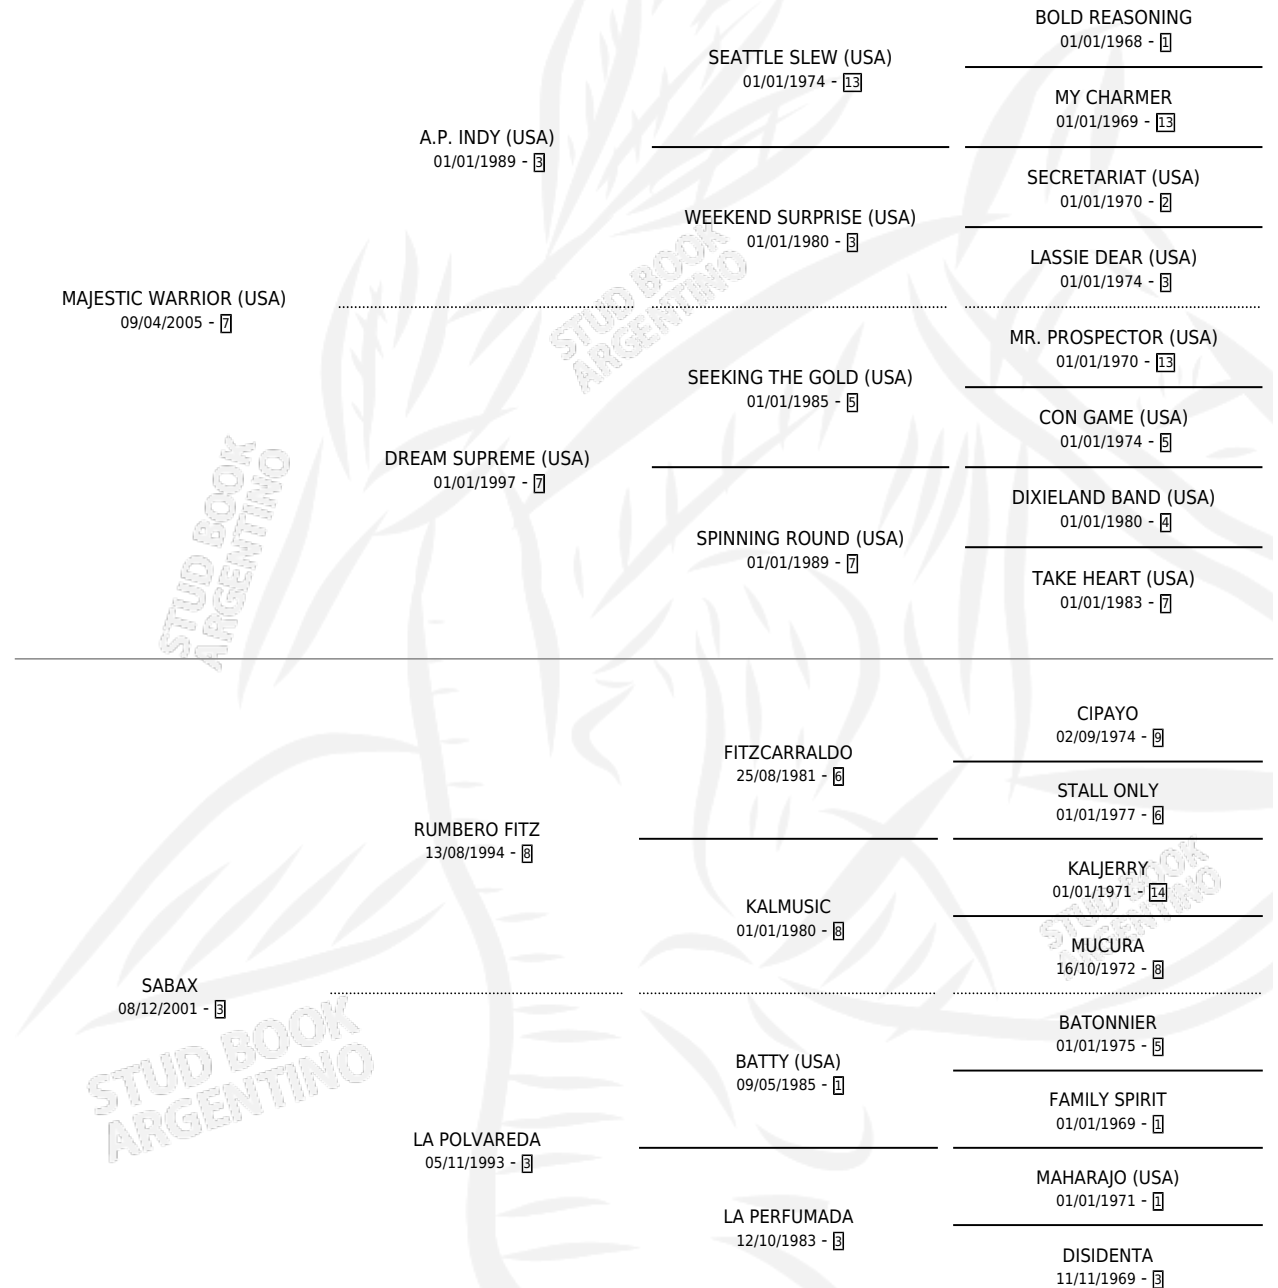 BOLD REASONING
01/01/1968 - 1
SEATTLE SLEW (USA)
01/01/1974 - 13
MY CHARMER
01/01/1969 - 13
A.P. INDY (USA)
01/01/1989 - 3
SECRETARIAT (USA)
01/01/1970 - 2
WEEKEND SURPRISE (USA)
01/01/1980 - 3
LASSIE DEAR (USA)
01/01/1974 - 3
MAJESTIC WARRIOR (USA)
09/04/2005 - 7
MR. PROSPECTOR (USA)
01/01/1970 - 13
SEEKING THE GOLD (USA)
01/01/1985 - 5
CON GAME (USA)
01/01/1974 - 5
DREAM SUPREME (USA)
01/01/1997 - 7
DIXIELAND BAND (USA)
01/01/1980 - 4
SPINNING ROUND (USA)
01/01/1989 - 7
TAKE HEART (USA)
01/01/1983 - 7
CIPAYO
02/09/1974 - 9
FITZCARRALDO
25/08/1981 - 6
STALL ONLY
01/01/1977 - 6
RUMBERO FITZ
13/08/1994 - 8
KALJERRY
01/01/1971 - 14
KALMUSIC
01/01/1980 - 8
MUCURA
16/10/1972 - 8
SABAX
08/12/2001 - 3
BATONNIER
01/01/1975 - 5
BATTY (USA)
09/05/1985 - 1
FAMILY SPIRIT
01/01/1969 - 1
LA POLVAREDA
05/11/1993 - 3
MAHARAJO (USA)
01/01/1971 - 1
LA PERFUMADA
12/10/1983 - 3
DISIDENTA
11/11/1969 - 3
STUD BOOK
ARGENTINO
STUD BOOK
ARGENTINO
STUD BOOK
ARGENTINO
STUD BOOK
ARGENTINO